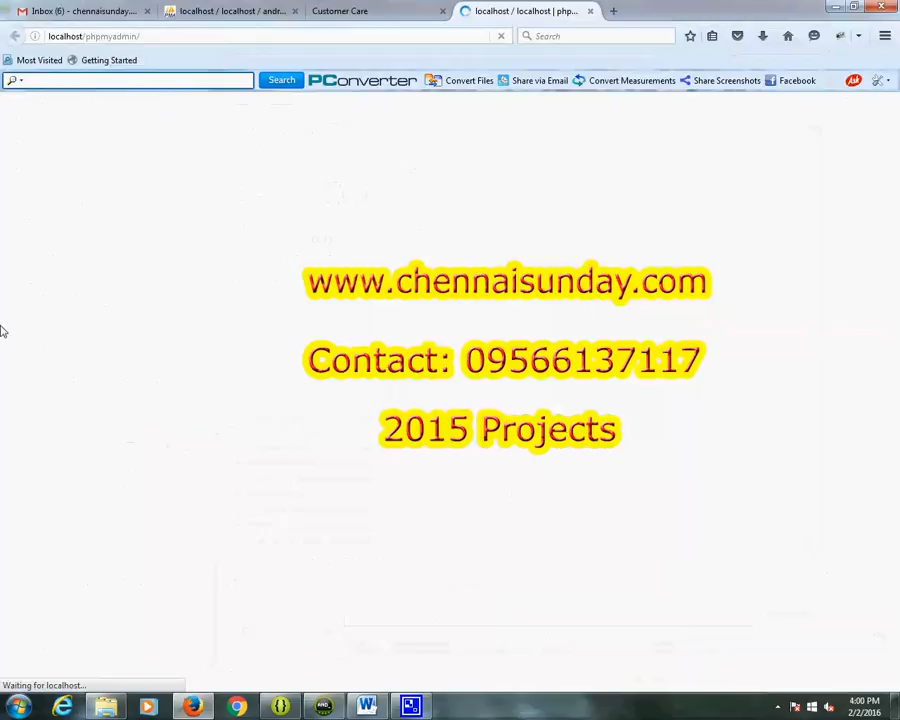 Inbox (6) - chennaisunday....
localhost / localhost / andr...
Customer Care
localhost / localhost | php...
localhost/phpmyadmin/
Search
Most Visited
Getting Started
Search
PConverter
Convert Files
Share via Email
Convert Measurements
Share Screenshots
Facebook
Ask
www.chennaisunday.com
Contact: 09566137117
2015 Projects
Waiting for localhost...
4:00 PM
2/2/2016